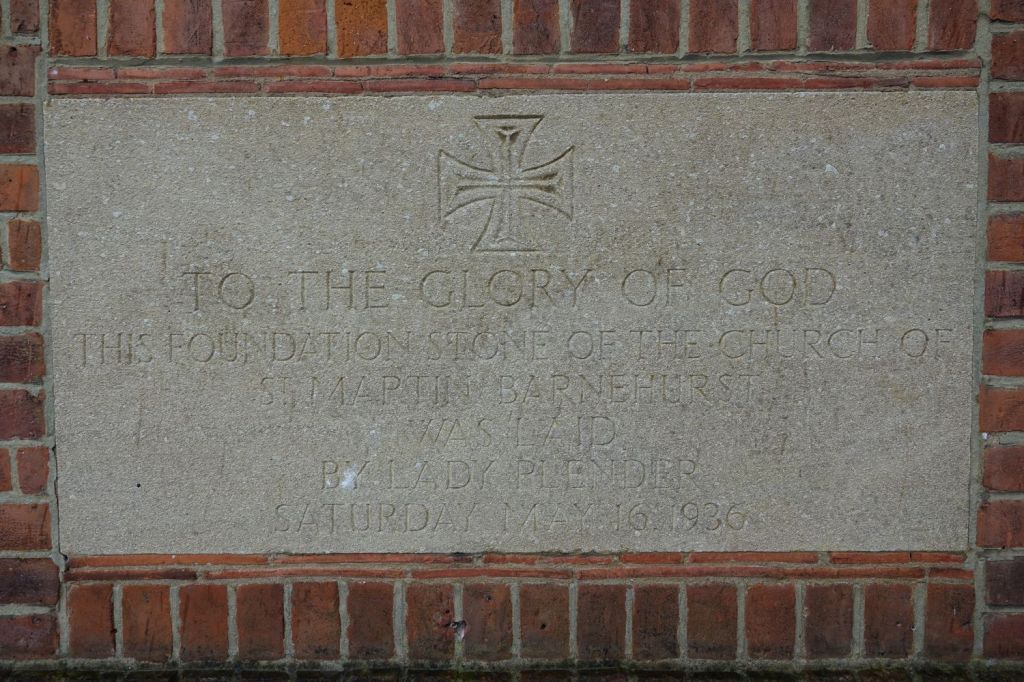 TO THE GLORY OF GOD
THIS FOUNDATION STONE OF THE CHURCH OF
ST. MARTIN BARNEHURST
WAS LAID
BY LADY PLENDER
SATURDAY MAY 16. 1936